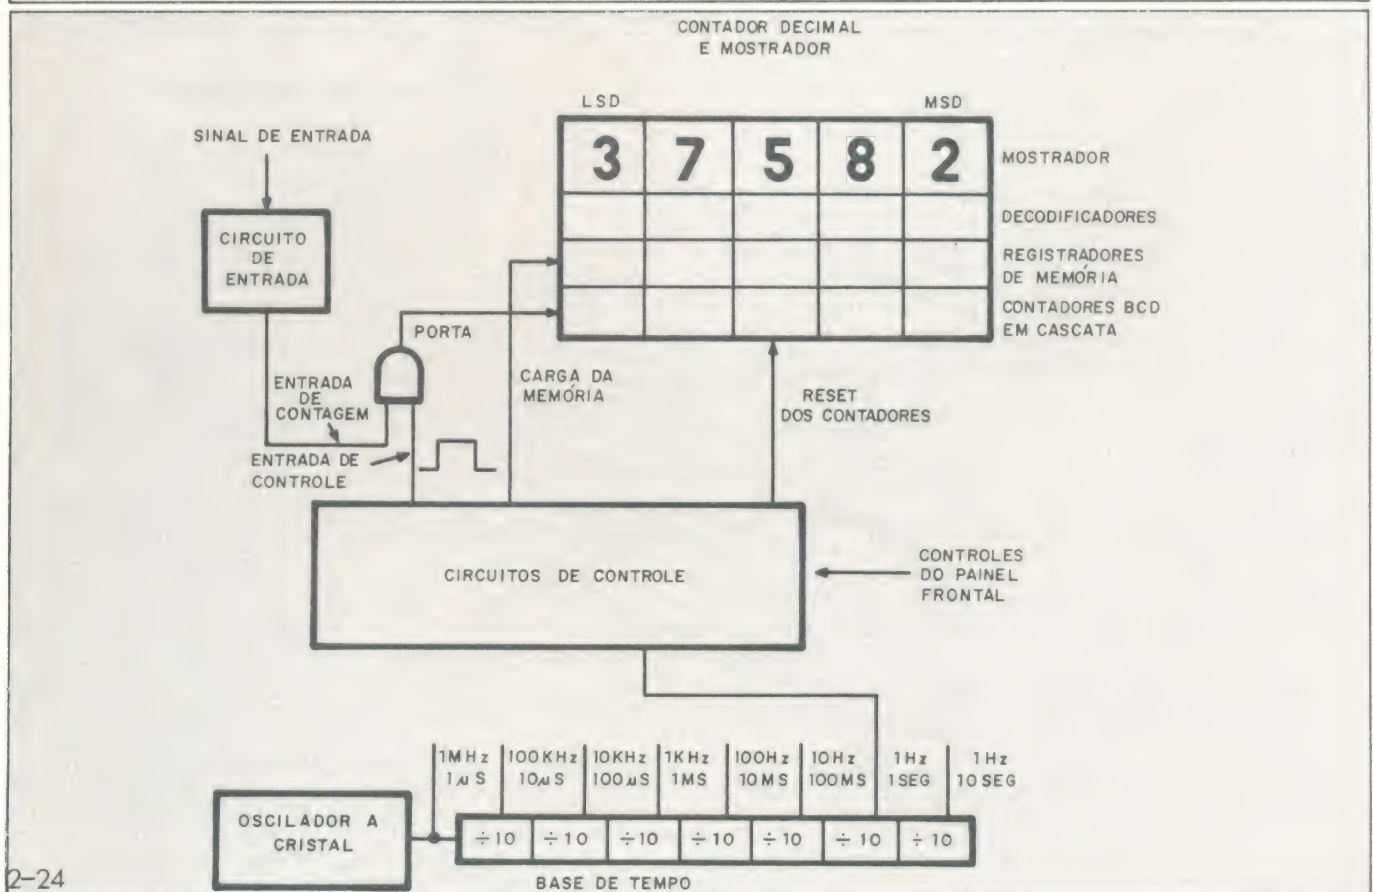 CONTADOR DECIMAL
E MOSTRADOR
LSD
MSD
SINAL DE ENTRADA
3 7 5 8 2
MOSTRADOR
DECODIFICADORES
CIRCUITO
DE
ENTRADA
REGISTRADORES
DE MEMÓRIA
CONTADORES BCD
EM CASCATA
PORTA
ENTRADA
DE
CONTAGEM
CARGA DA
MEMÓRIA
RESET
DOS CONTADORES
ENTRADA DE
CONTROLE
CIRCUITOS DE CONTROLE
CONTROLES
DO PAINEL
FRONTAL
1MHz 100KHz 10KHz 1KHz 100Hz 10Hz 1Hz 1Hz
1µS 10µS 100µS 1MS 10MS 100MS 1SEG 10SEG
OSCILADOR A
CRISTAL
÷10 ÷10 ÷10 ÷10 ÷10 ÷10 ÷10
BASE DE TEMPO
2-24